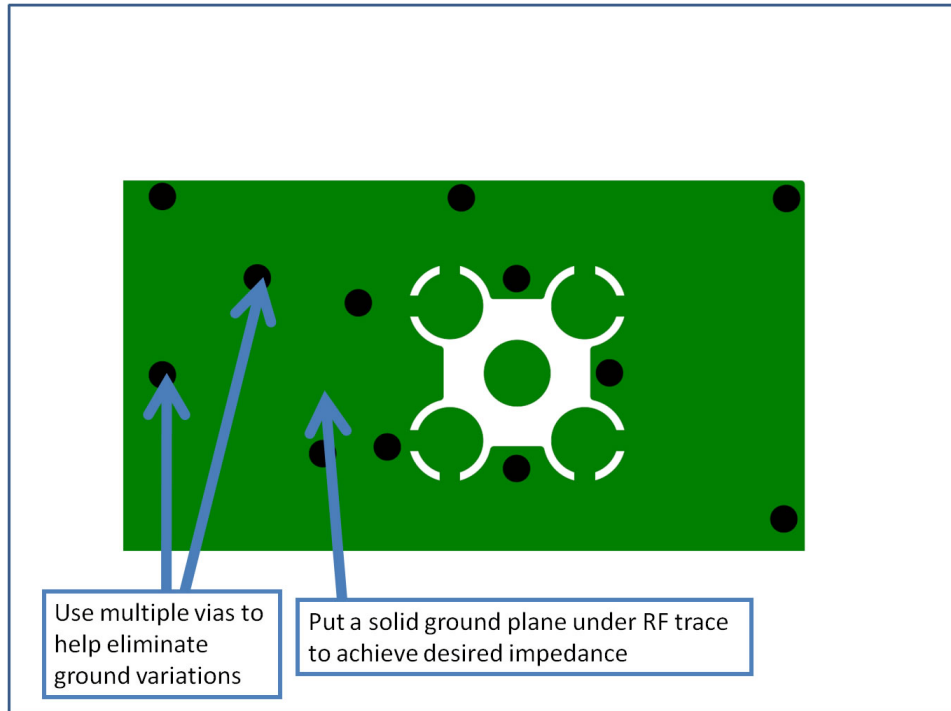 Use multiple vias to
help eliminate
ground variations
Put a solid ground plane under RF trace
to achieve desired impedance